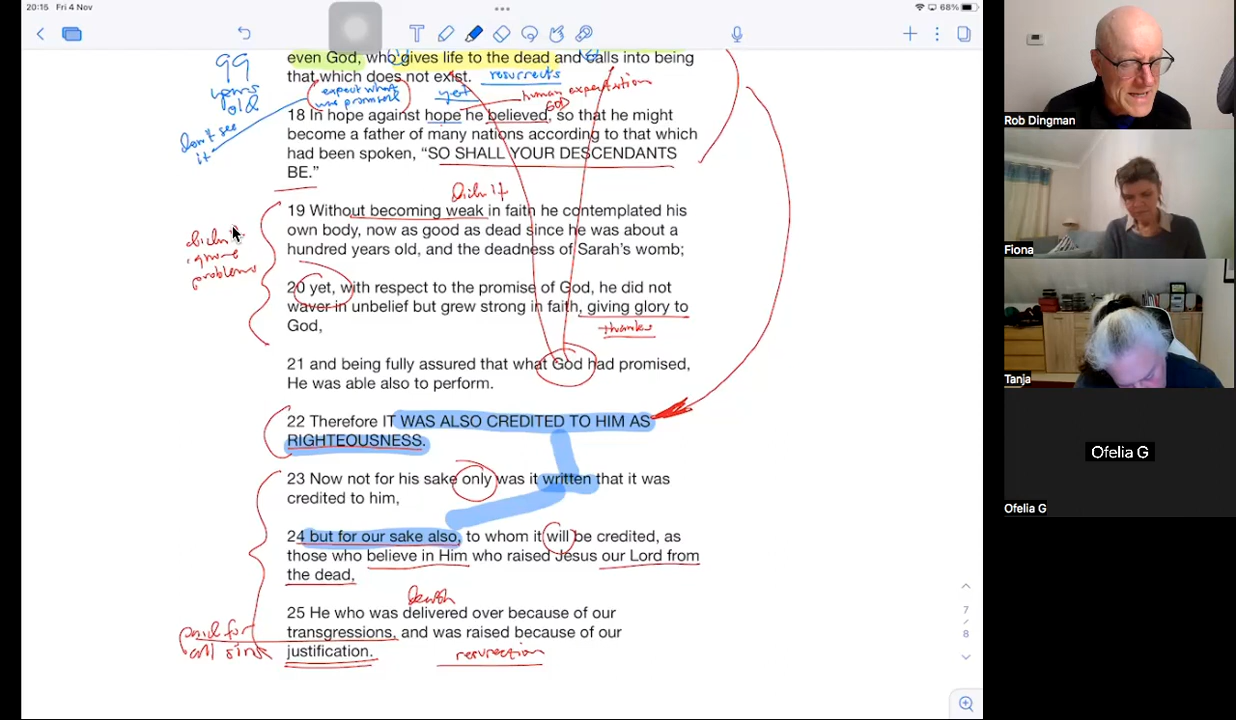 20:15 Fri 4 Nov
68%
even God, who gives life to the dead and calls into being
that which does not exist. resurrects
99
years
old
expect what
was promised
yet
human expectation
GOD
don't see
it
18 In hope against hope he believed, so that he might
become a father of many nations according to that which
had been spoken, “SO SHALL YOUR DESCENDANTS
BE.”
didn't
19 Without becoming weak in faith he contemplated his
own body, now as good as dead since he was about a
hundred years old, and the deadness of Sarah’s womb;
didn't
ignore
problems
20 yet, with respect to the promise of God, he did not
waver in unbelief but grew strong in faith, giving glory to
God,
thanks
21 and being fully assured that what God had promised,
He was able also to perform.
22 Therefore IT WAS ALSO CREDITED TO HIM AS
RIGHTEOUSNESS.
23 Now not for his sake only was it written that it was
credited to him,
24 but for our sake also, to whom it will be credited, as
those who believe in Him who raised Jesus our Lord from
the dead,
death
25 He who was delivered over because of our
transgressions, and was raised because of our
justification.
resurrection
paid for
all sins
7
/
8
Rob Dingman
Fiona
Tanja
Ofelia G
Ofelia G